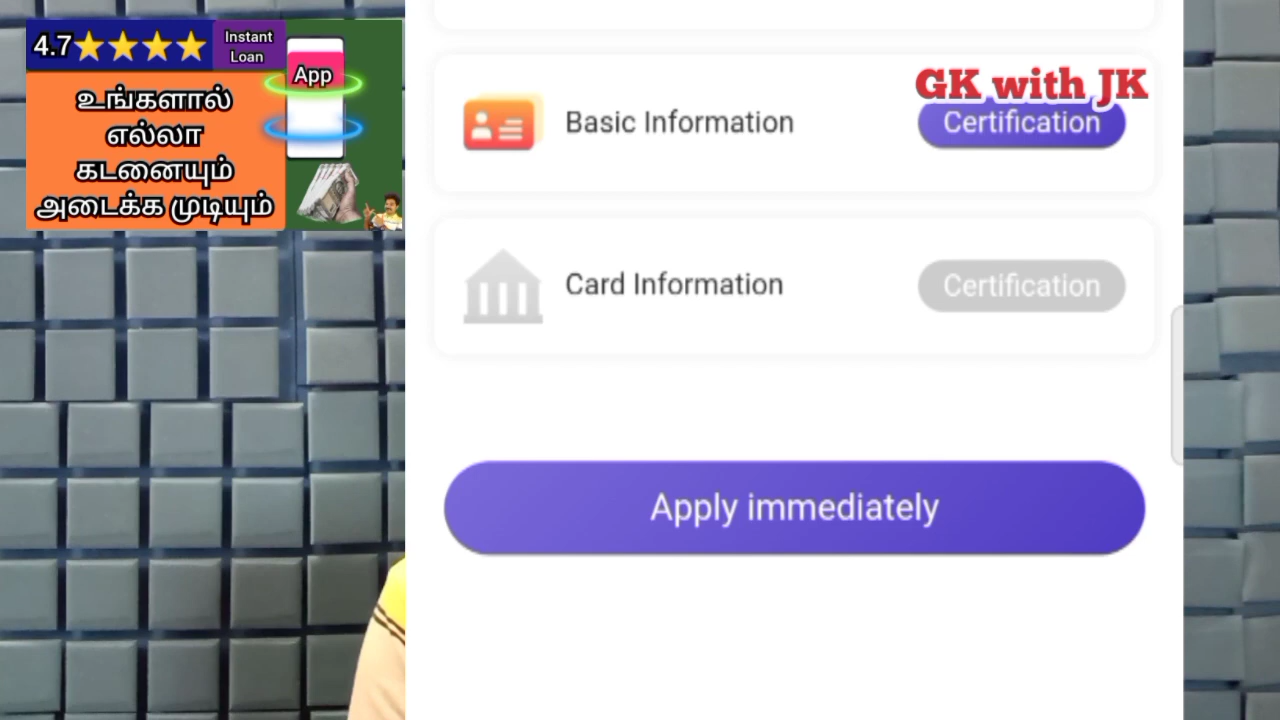 4.7
Instant
Loan
App
உங்களால்
எல்லா
கடனையும்
அடைக்க முடியும்
GK with JK
Basic Information
Certification
Card Information
Certification
Apply immediately